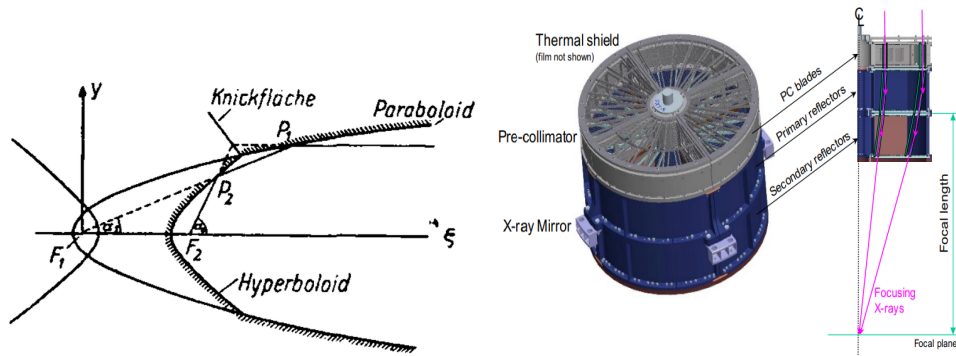 y
Knickfläche
Paraboloid
P1
P2
ξ
F1
F2
Hyperboloid
Thermal shield
(film not shown)
Pre-collimator
X-ray Mirror
PC blades
Primary reflectors
Secondary reflectors
CL
Focal length
Focusing
X-rays
Focal plane